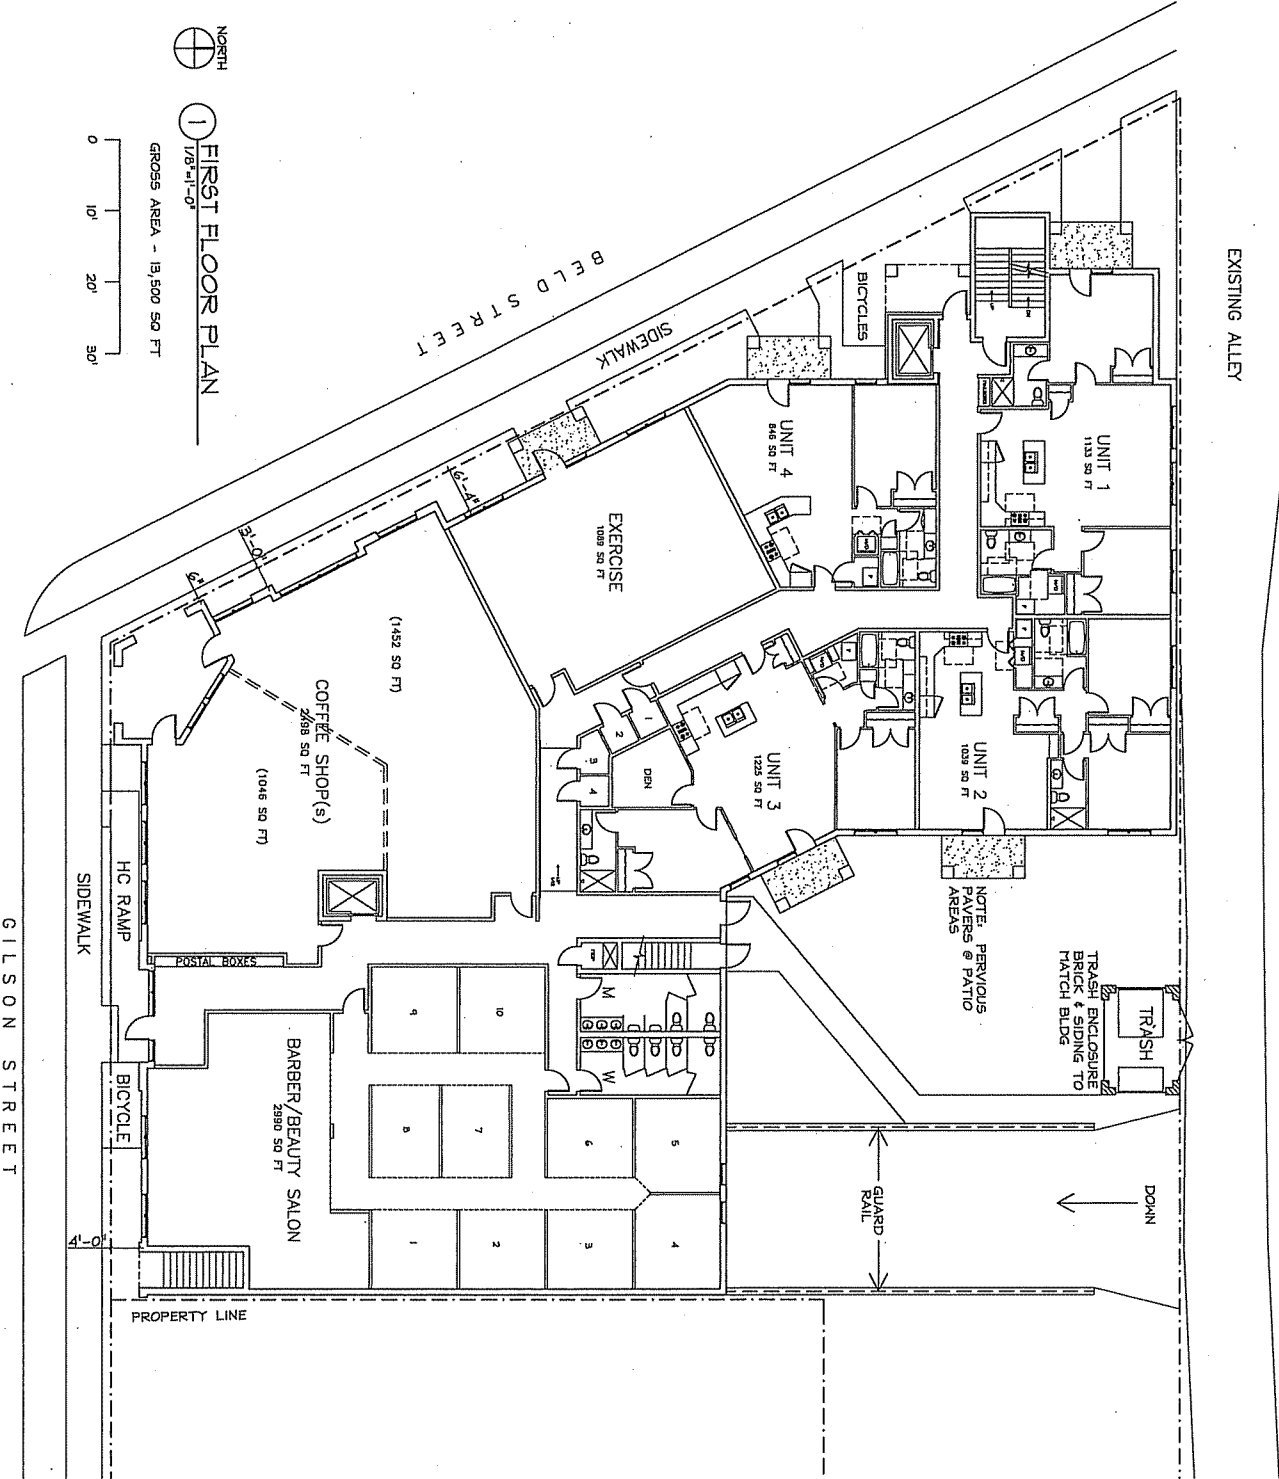 NORTH
1
FIRST FLOOR PLAN
1/8"=1'-0"
GROSS AREA - 13,500 SQ FT
0 10' 20' 30'
EXISTING ALLEY
BELD STREET
SIDEWALK
BICYCLES
UP
DN
UNIT 1
1133 SQ FT
UNIT 4
846 SQ FT
W/D
F
W/D
F
EXERCISE
1089 SQ FT
6'-4"
3'-0"
6"
(1452 SQ FT)
COFFEE SHOP(s)
2498 SQ FT
(1046 SQ FT)
UNIT 2
1039 SQ FT
F
W/D
UNIT 3
1225 SQ FT
F
W/D
DEN
1
2
3
4
UP
NOTE: PERVIOUS
PAVERS @ PATIO
AREAS
TRASH ENCLOSURE
BRICK & SIDING TO
MATCH BLDG
TRASH
HC RAMP
SIDEWALK
GILSON STREET
POSTAL BOXES
M
W
BICYCLE
BARBER/BEAUTY SALON
2990 SQ FT
9
10
8
7
6
5
1
2
3
4
GUARD
RAIL
DOWN
4'-0"
PROPERTY LINE